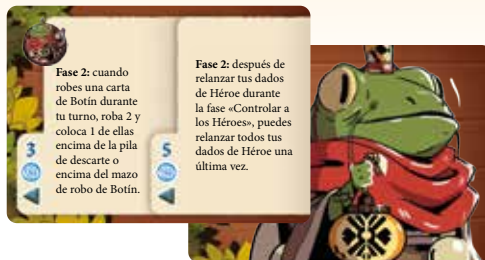 Fase 2: cuando
robes una carta
de Botín durante
tu turno, roba 2 y
coloca 1 de ellas
encima de la pila
de descarte o
encima del mazo
de robo de Botín.
3
Fase 2: después de
relanzar tus dados
de Héroe durante
la fase «Controlar a
los Héroes», puedes
relanzar todos tus
dados de Héroe una
última vez.
5